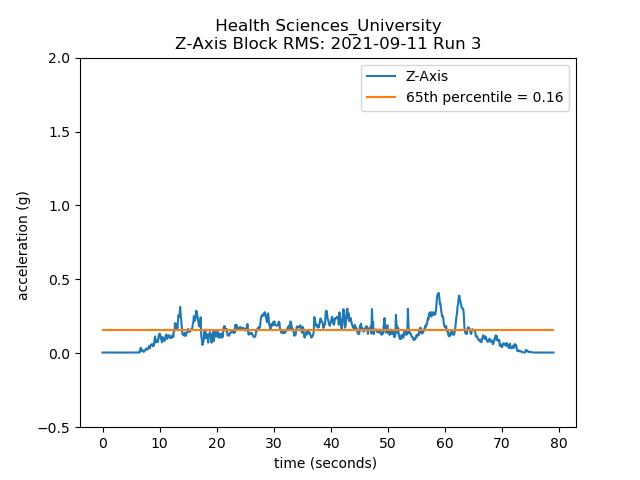 Health Sciences_University
Z-Axis Block RMS: 2021-09-11 Run 3
2.0
1.5
1.0
0.5
0.0
−0.5
acceleration (g)
Z-Axis
65th percentile = 0.16
0 10 20 30 40 50 60 70 80
time (seconds)